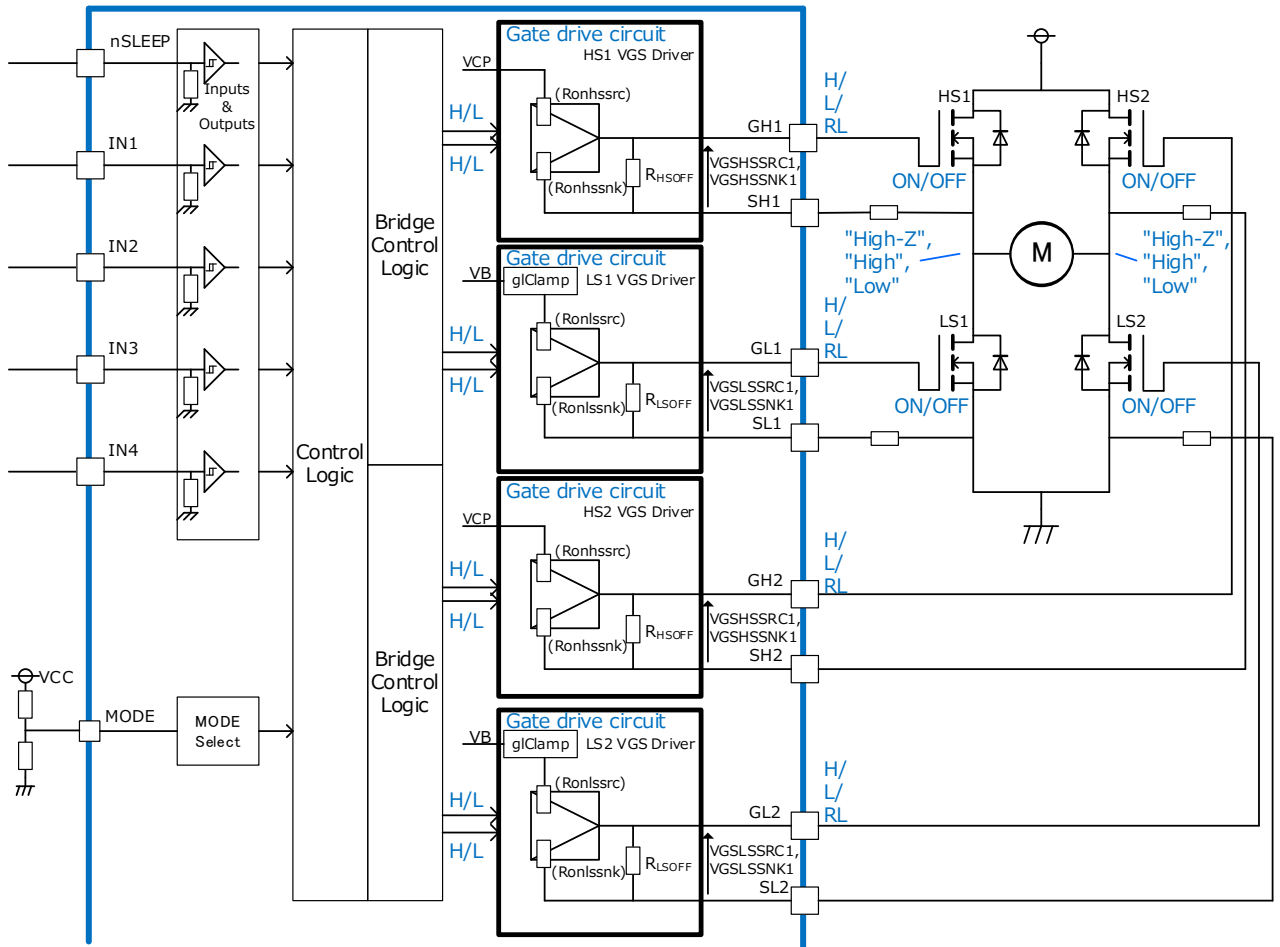 nSLEEP
Inputs
&
Outputs
IN1
IN2
IN3
IN4
VCC
MODE
MODE
Select
Control
Logic
Bridge
Control
Logic
Bridge
Control
Logic
H/L
H/L
H/L
H/L
H/L
H/L
H/L
H/L
Gate drive circuit
HS1 VGS Driver
VCP
(Ronhssrc)
(Ronhssnk)
RHSOFF
GH1
VGSHSSRC1,
VGSHSSNK1
SH1
Gate drive circuit
VB
glClamp
LS1 VGS Driver
(Ronlssrc)
(Ronlssnk)
RLSOFF
GL1
VGSLSSRC1,
VGSLSSNK1
SL1
Gate drive circuit
HS2 VGS Driver
VCP
(Ronhssrc)
(Ronhssnk)
RHSOFF
GH2
VGSHSSRC1,
VGSHSSNK1
SH2
Gate drive circuit
VB
glClamp
LS2 VGS Driver
(Ronlssrc)
(Ronlssnk)
RLSOFF
GL2
VGSLSSRC1,
VGSLSSNK1
SL2
H/
L/
RL
H/
L/
RL
H/
L/
RL
H/
L/
RL
HS1
HS2
ON/OFF
ON/OFF
"High-Z",
"High",
"Low"
M
"High-Z",
"High",
"Low"
LS1
LS2
ON/OFF
ON/OFF